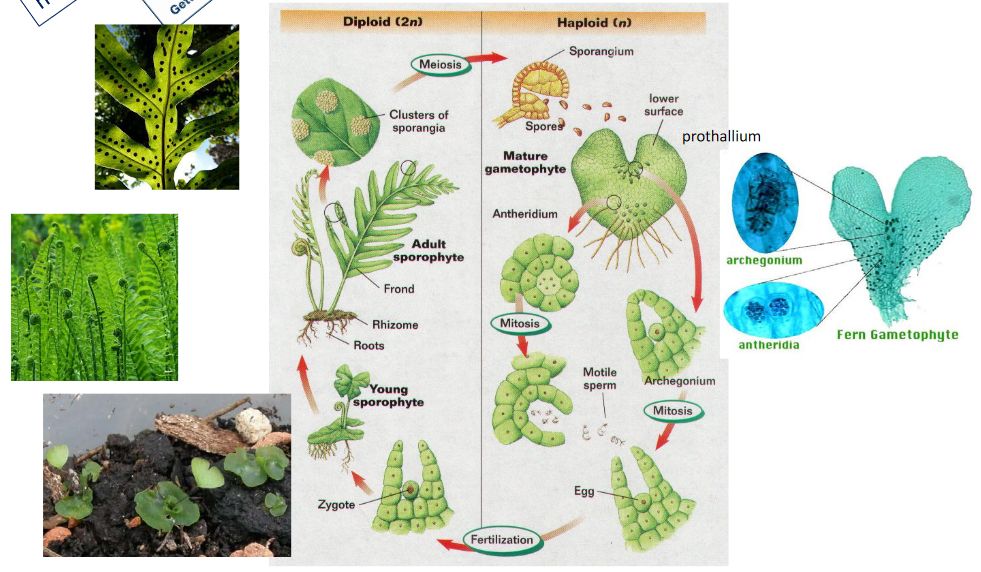 Diploid (2n)
Haploid (n)
Meiosis
Sporangium
Clusters of
sporangia
Spores
lower
surface
prothallium
Mature
gametophyte
Antheridium
archegonium
Adult
sporophyte
Frond
antheridia
Fern Gametophyte
Mitosis
Rhizome
Roots
Motile
sperm
Archegonium
Young
sporophyte
Mitosis
Zygote
Egg
Fertilization